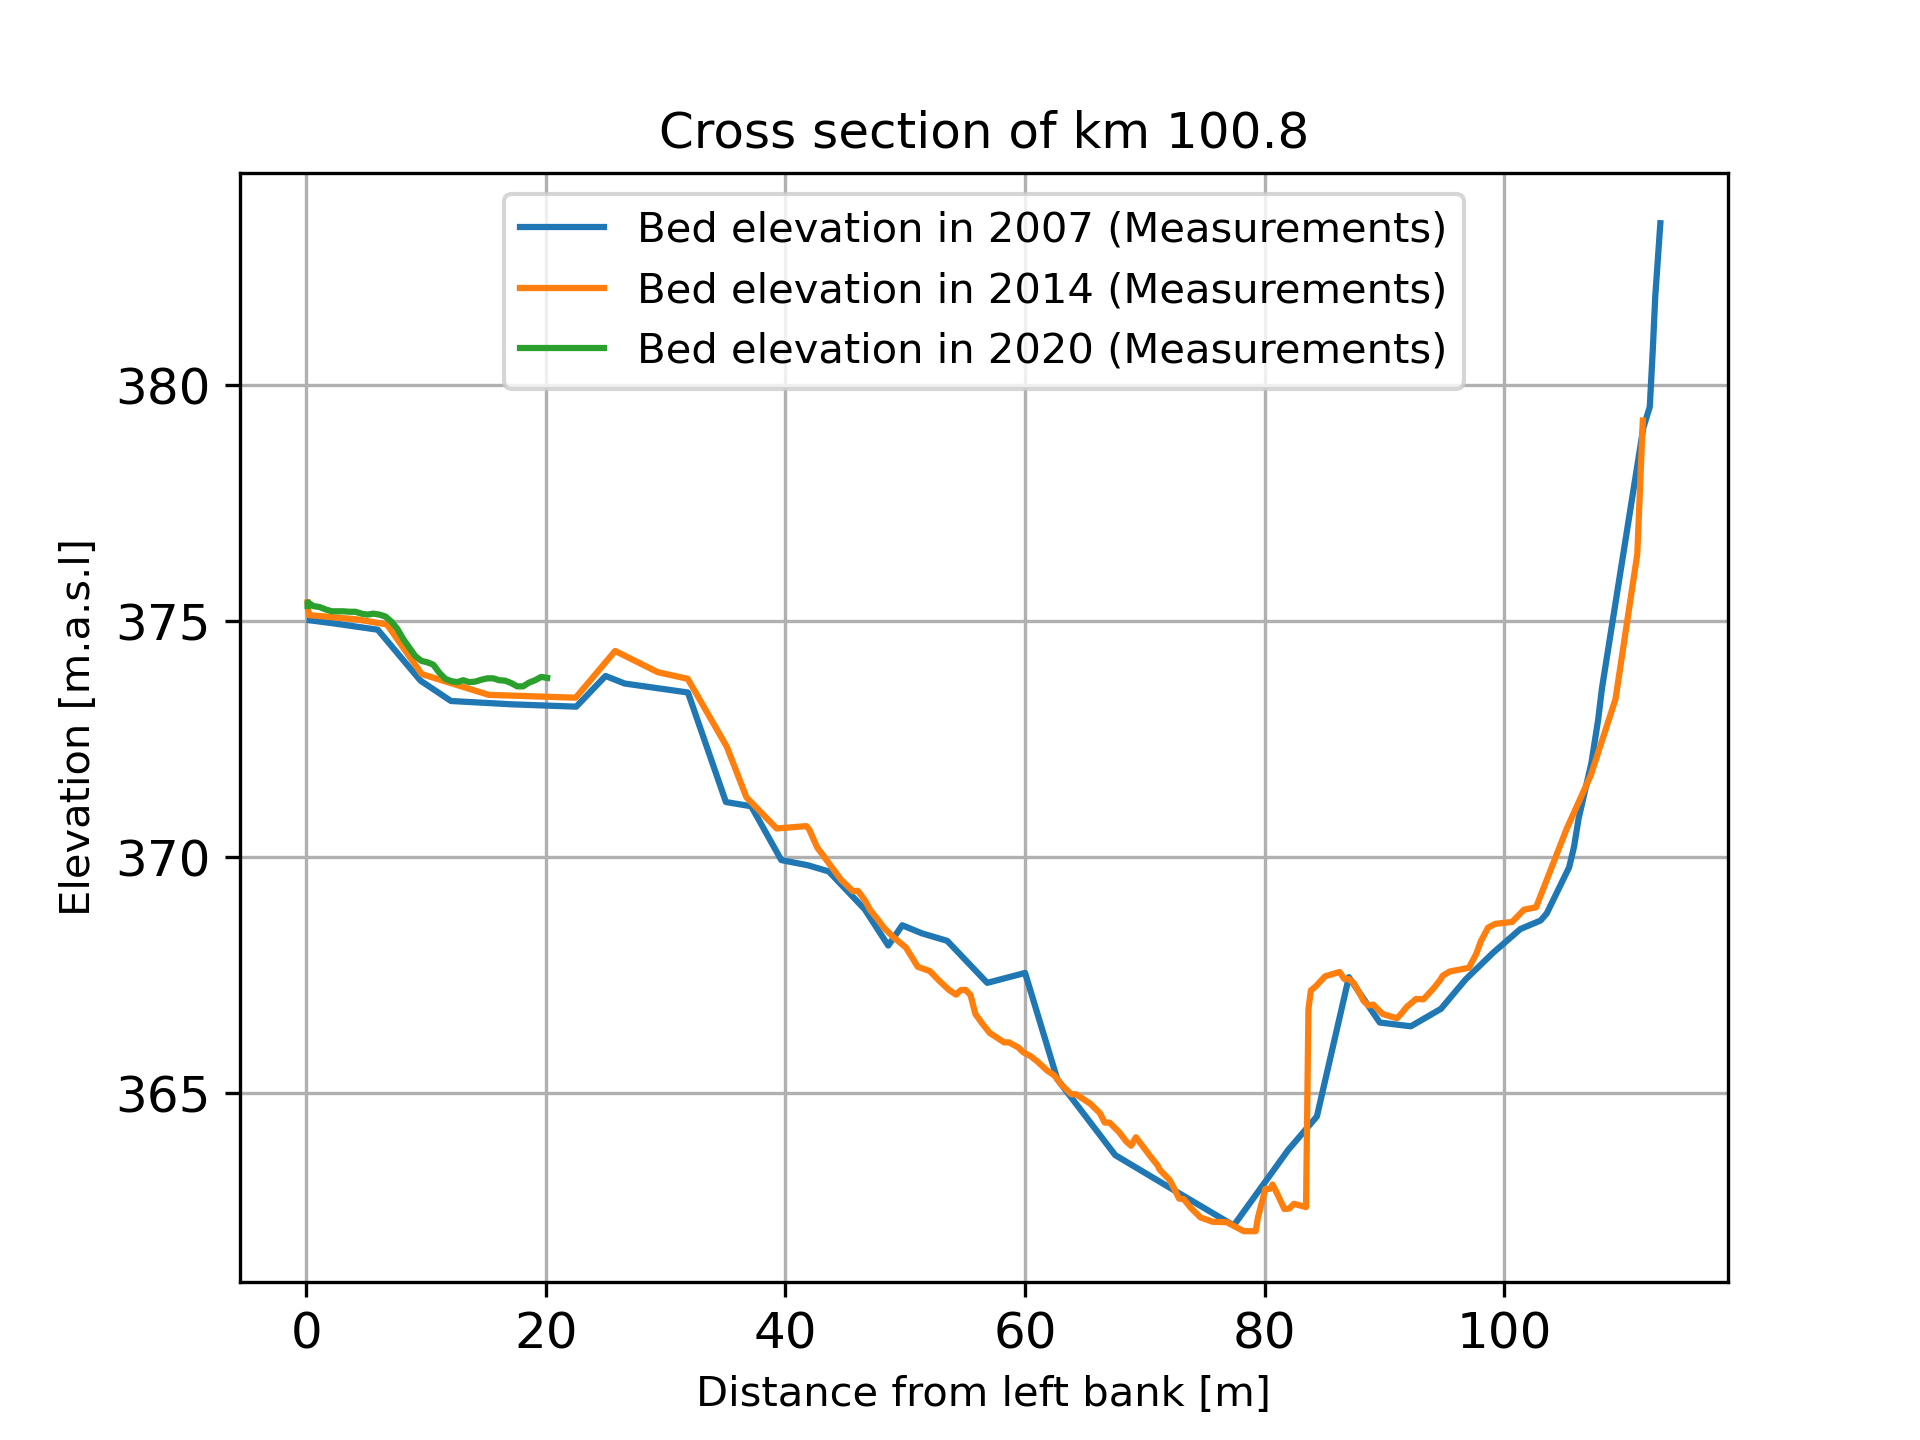 Cross section of km 100.8
Bed elevation in 2007 (Measurements)
Bed elevation in 2014 (Measurements)
Bed elevation in 2020 (Measurements)
Elevation [m.a.s.l]
380
375
370
365
0 20 40 60 80 100
Distance from left bank [m]